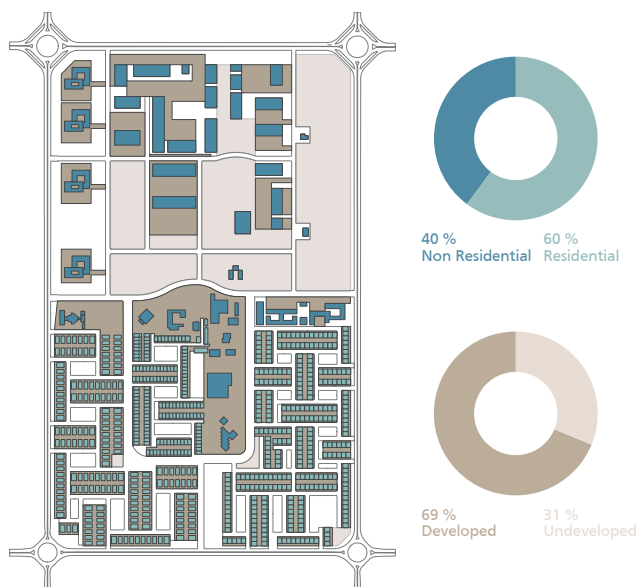 40 %
Non Residential
60 %
Residential
69 %
Developed
31 %
Undeveloped